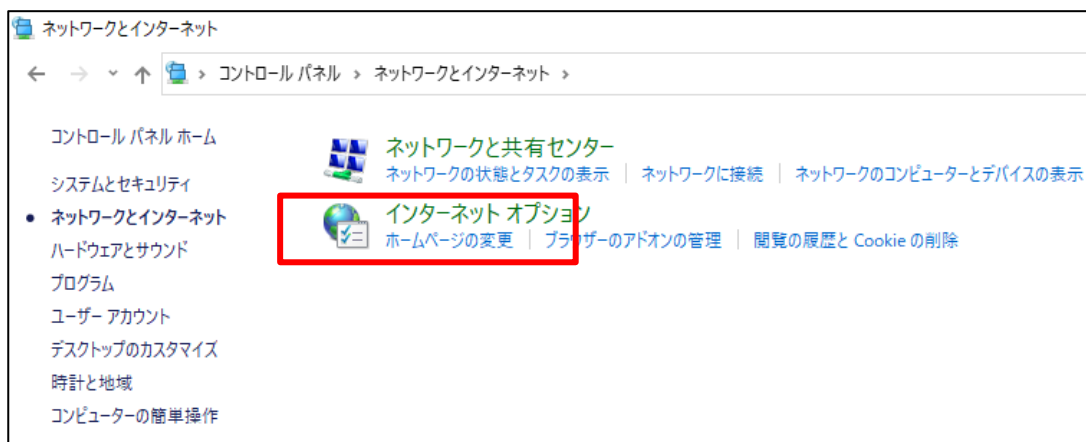 ネットワークとインターネット
コントロール パネル › ネットワークとインターネット ›
コントロール パネル ホーム
システムとセキュリティ
ネットワークとインターネット
ハードウェアとサウンド
プログラム
ユーザー アカウント
デスクトップのカスタマイズ
時計と地域
コンピューターの簡単操作
ネットワークと共有センター
ネットワークの状態とタスクの表示 | ネットワークに接続 | ネットワークのコンピューターとデバイスの表示
インターネット オプション
ホームページの変更 | ブラウザーのアドオンの管理 | 閲覧の履歴と Cookie の削除